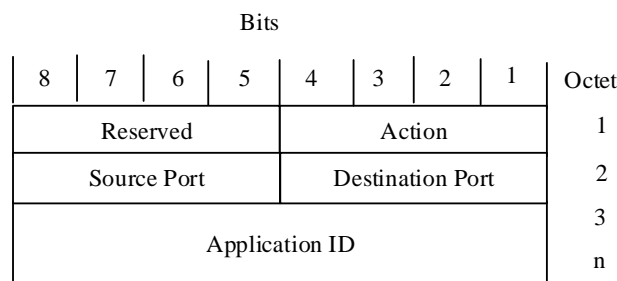 Bits
8 7 6 5 4 3 2 1 Octet
Reserved Action 1
Source Port Destination Port 2
3
Application ID
n